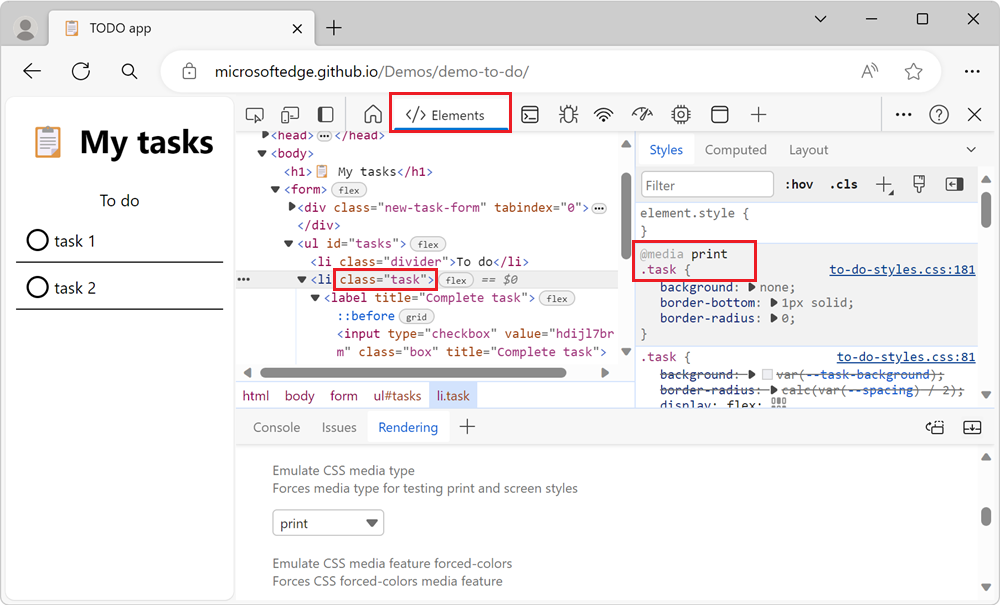 TODO app
microsoftedge.github.io/Demos/demo-to-do/
My tasks
To do
task 1
task 2
</> Elements
<head> ••• </head>
<body>
<h1>📋 My tasks</h1>
<form> flex
<div class="new-task-form" tabindex="0"> •••
</div>
<ul id="tasks"> flex
<li class="divider">To do</li>
••• <li class="task"> flex == $0
<label title="Complete task"> flex
::before grid
<input type="checkbox" value="hdijl7br
m" class="box" title="Complete task">
html body form ul#tasks li.task
Styles Computed Layout
Filter :hov .cls
element.style {
}
@media print
.task { to-do-styles.css:181
background: none;
border-bottom: 1px solid;
border-radius: 0;
}
.task { to-do-styles.css:81
background: var(--task-background);
border-radius: calc(var(--spacing) / 2);
display: flex;
Console Issues Rendering
Emulate CSS media type
Forces media type for testing print and screen styles
print
Emulate CSS media feature forced-colors
Forces CSS forced-colors media feature